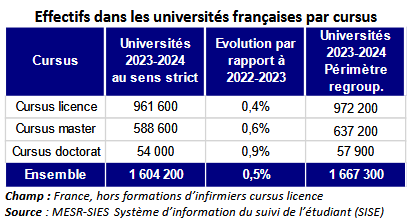 Effectifs dans les universités françaises par cursus
Cursus
Universités 2023-2024 au sens strict
Evolution par rapport à 2022-2023
Universités 2023-2024 Périmètre regroup.
Cursus licence 961 600 0,4% 972 200
Cursus master 588 600 0,6% 637 200
Cursus doctorat 54 000 0,9% 57 900
Ensemble 1 604 200 0,5% 1 667 300
Champ : France, hors formations d'infirmiers cursus licence
Source : MESR-SIES Système d'information du suivi de l'étudiant (SISE)